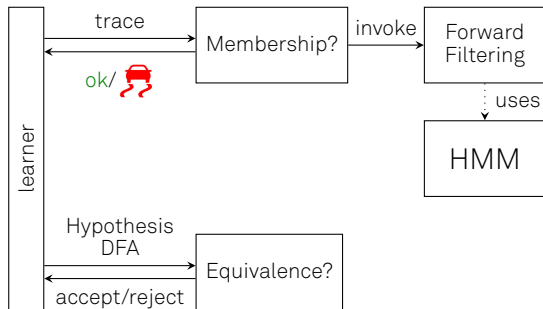 trace
Membership?
invoke
Forward
Filtering
ok/
uses
HMM
learner
Hypothesis
DFA
Equivalence?
accept/reject